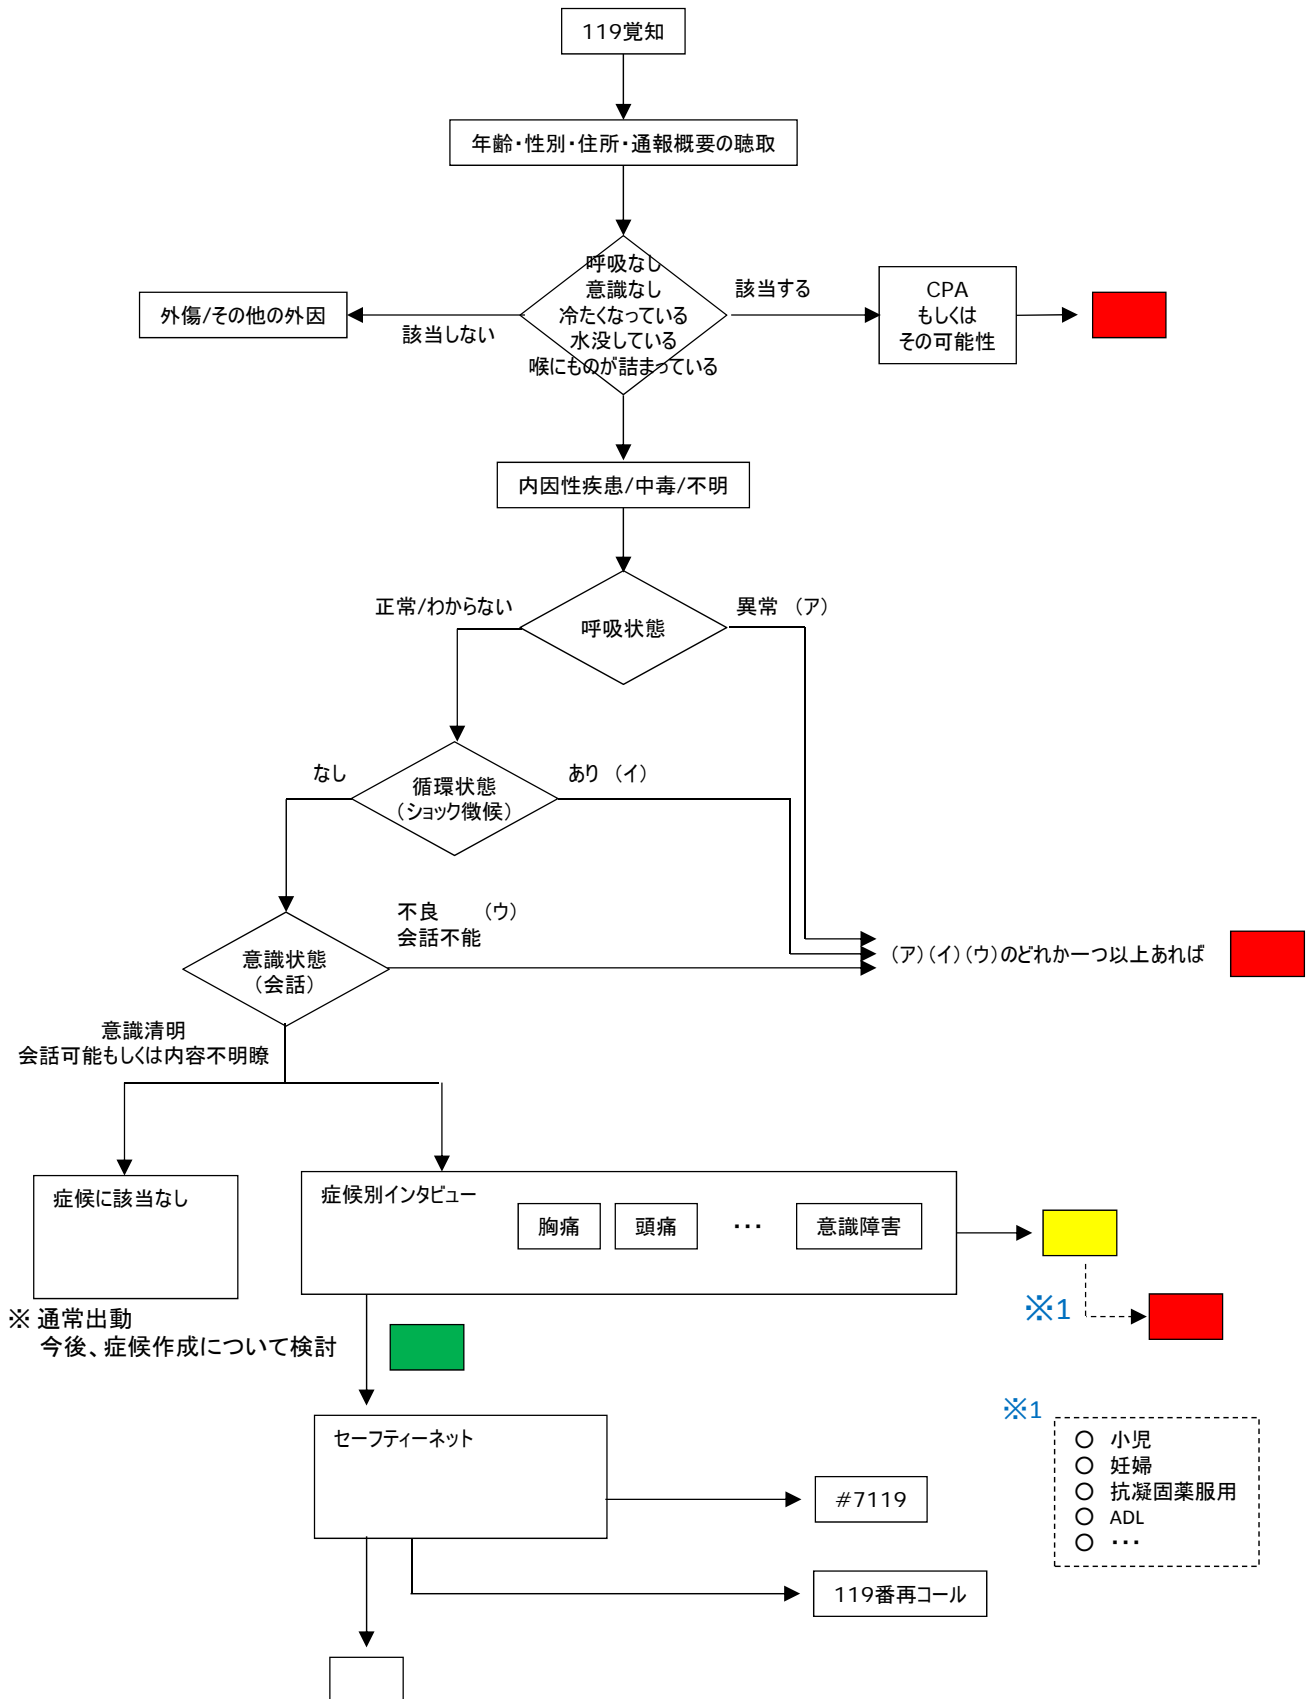 119覚知
年齢・性別・住所・通報概要の聴取
呼吸なし
意識なし
冷たくなっている
水没している
喉にものが詰まっている
該当する
該当しない
外傷/その他の外因
CPA
もしくは
その可能性
内因性疾患/中毒/不明
正常/わからない
呼吸状態
異常 （ア）
なし
循環状態
（ショック徴候）
あり （イ）
不良 （ウ）
会話不能
意識状態
（会話）
（ア）（イ）（ウ）のどれか一つ以上あれば
意識清明
会話可能もしくは内容不明瞭
症候に該当なし
症候別インタビュー
胸痛
頭痛
・・・
意識障害
※ 通常出動
今後、症候作成について検討
※1
セーフティーネット
#7119
119番再コール
※1
○ 小児
○ 妊婦
○ 抗凝固薬服用
○ ADL
○ ・・・